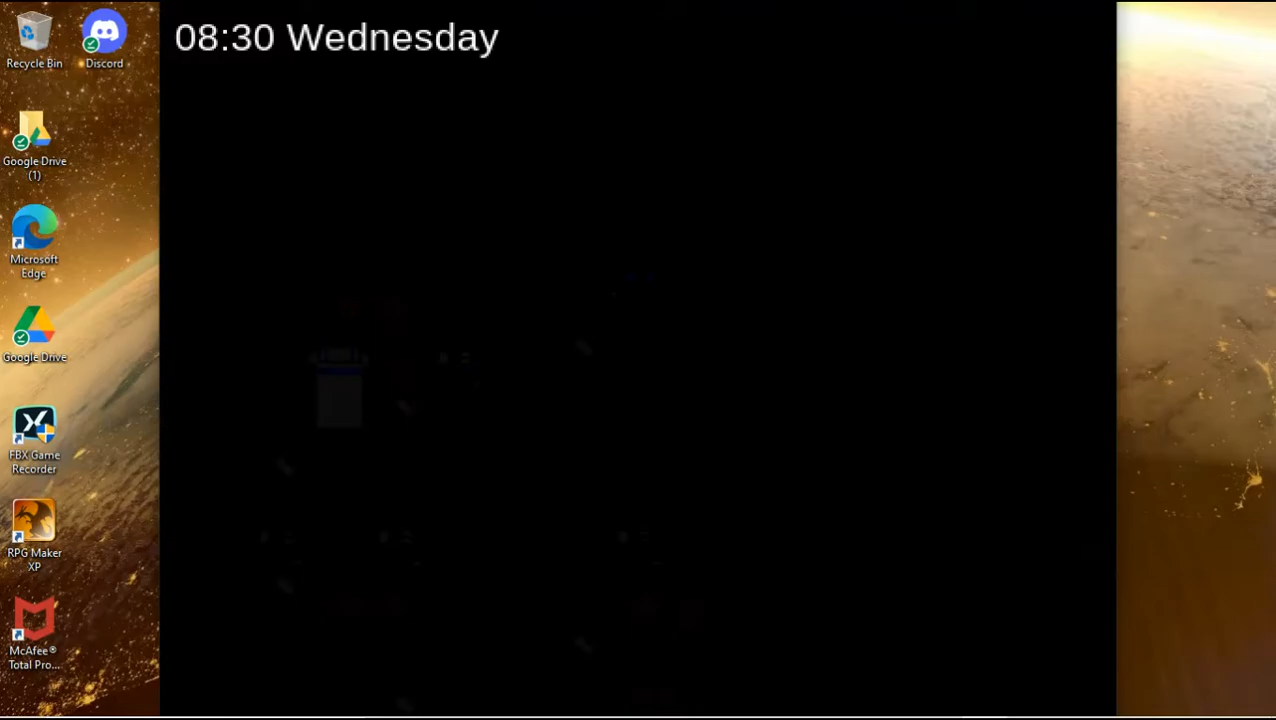 08:30 Wednesday
Recycle Bin
Discord
Google Drive
(1)
Microsoft
Edge
Google Drive
FBX Game
Recorder
RPG Maker
XP
McAfee®
Total Pro...